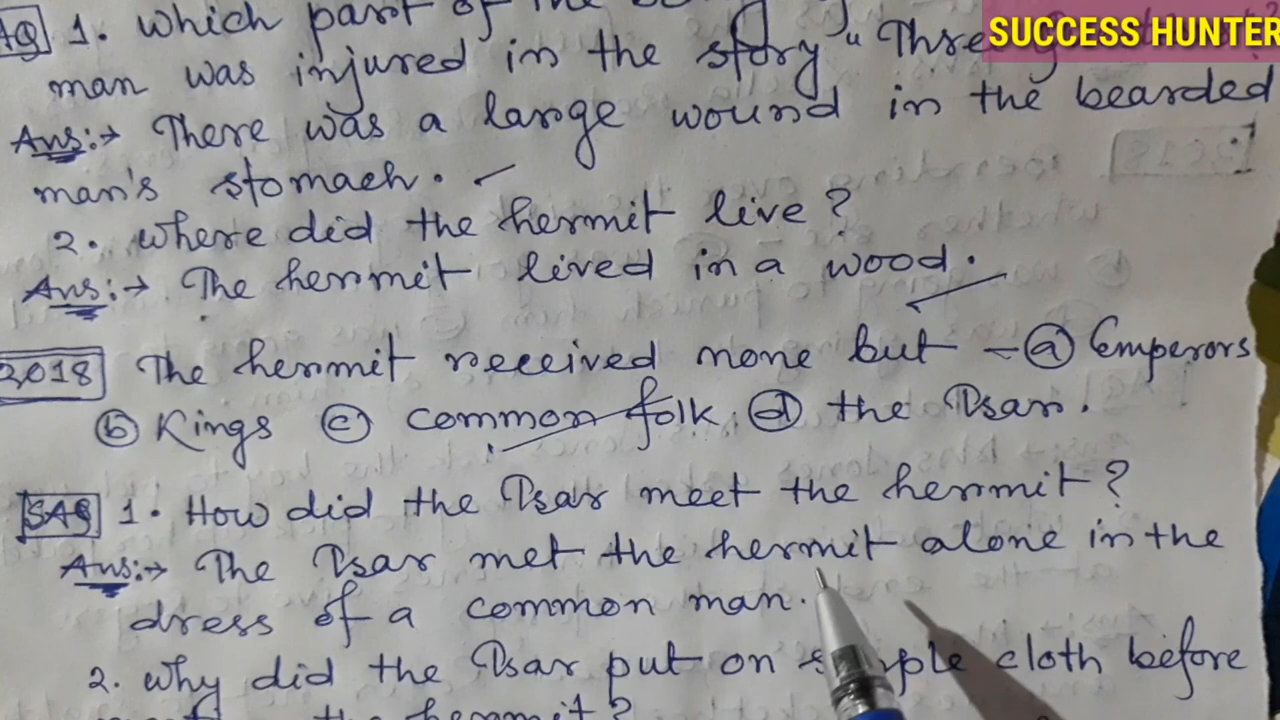 SUCCESS HUNTER
1. Which part of the
man was injured in the story "Three
Ans:→ There was a large wound in the bearded
man's stomach.
2. Where did the hermit live?
Ans:→ The hermit lived in a wood.
2018 The hermit received none but – ⓐ Emperors
ⓑ Kings ⓒ common folk ⓓ the Tsar.
SAQ 1. How did the Tsar meet the hermit?
Ans:→ The Tsar met the hermit alone in the
dress of a common man.
2. Why did the Tsar put on simple cloth before
the hermit?